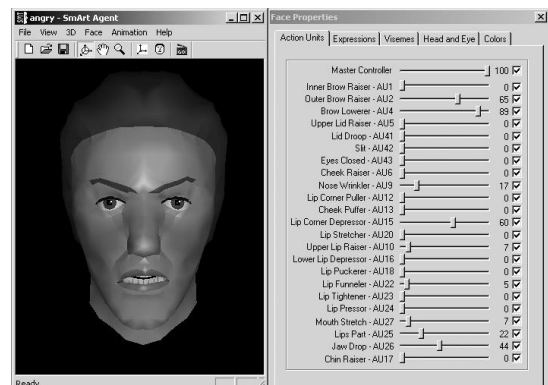 angry - SmArt Agent
File View 3D Face Animation Help
Ready
Face Properties
Action Units Expressions Visemes Head and Eye Colors
Master Controller 100
Inner Brow Raiser - AU1 0
Outer Brow Raiser - AU2 65
Brow Lowerer - AU4 89
Upper Lid Raiser - AU5 0
Lid Droop - AU41 0
Slit - AU42 0
Eyes Closed - AU43 0
Cheek Raiser - AU6 0
Nose Wrinkler - AU9 17
Lip Corner Puller - AU12 0
Cheek Puffer - AU13 0
Lip Corner Depressor - AU15 60
Lip Stretcher - AU20 0
Upper Lip Raiser - AU10 7
Lower Lip Depressor - AU16 0
Lip Puckerer - AU18 0
Lip Funneler - AU22 5
Lip Tightener - AU23 0
Lip Pressor - AU24 0
Mouth Stretch - AU27 7
Lips Part - AU25 22
Jaw Drop - AU26 44
Chin Raiser - AU17 0